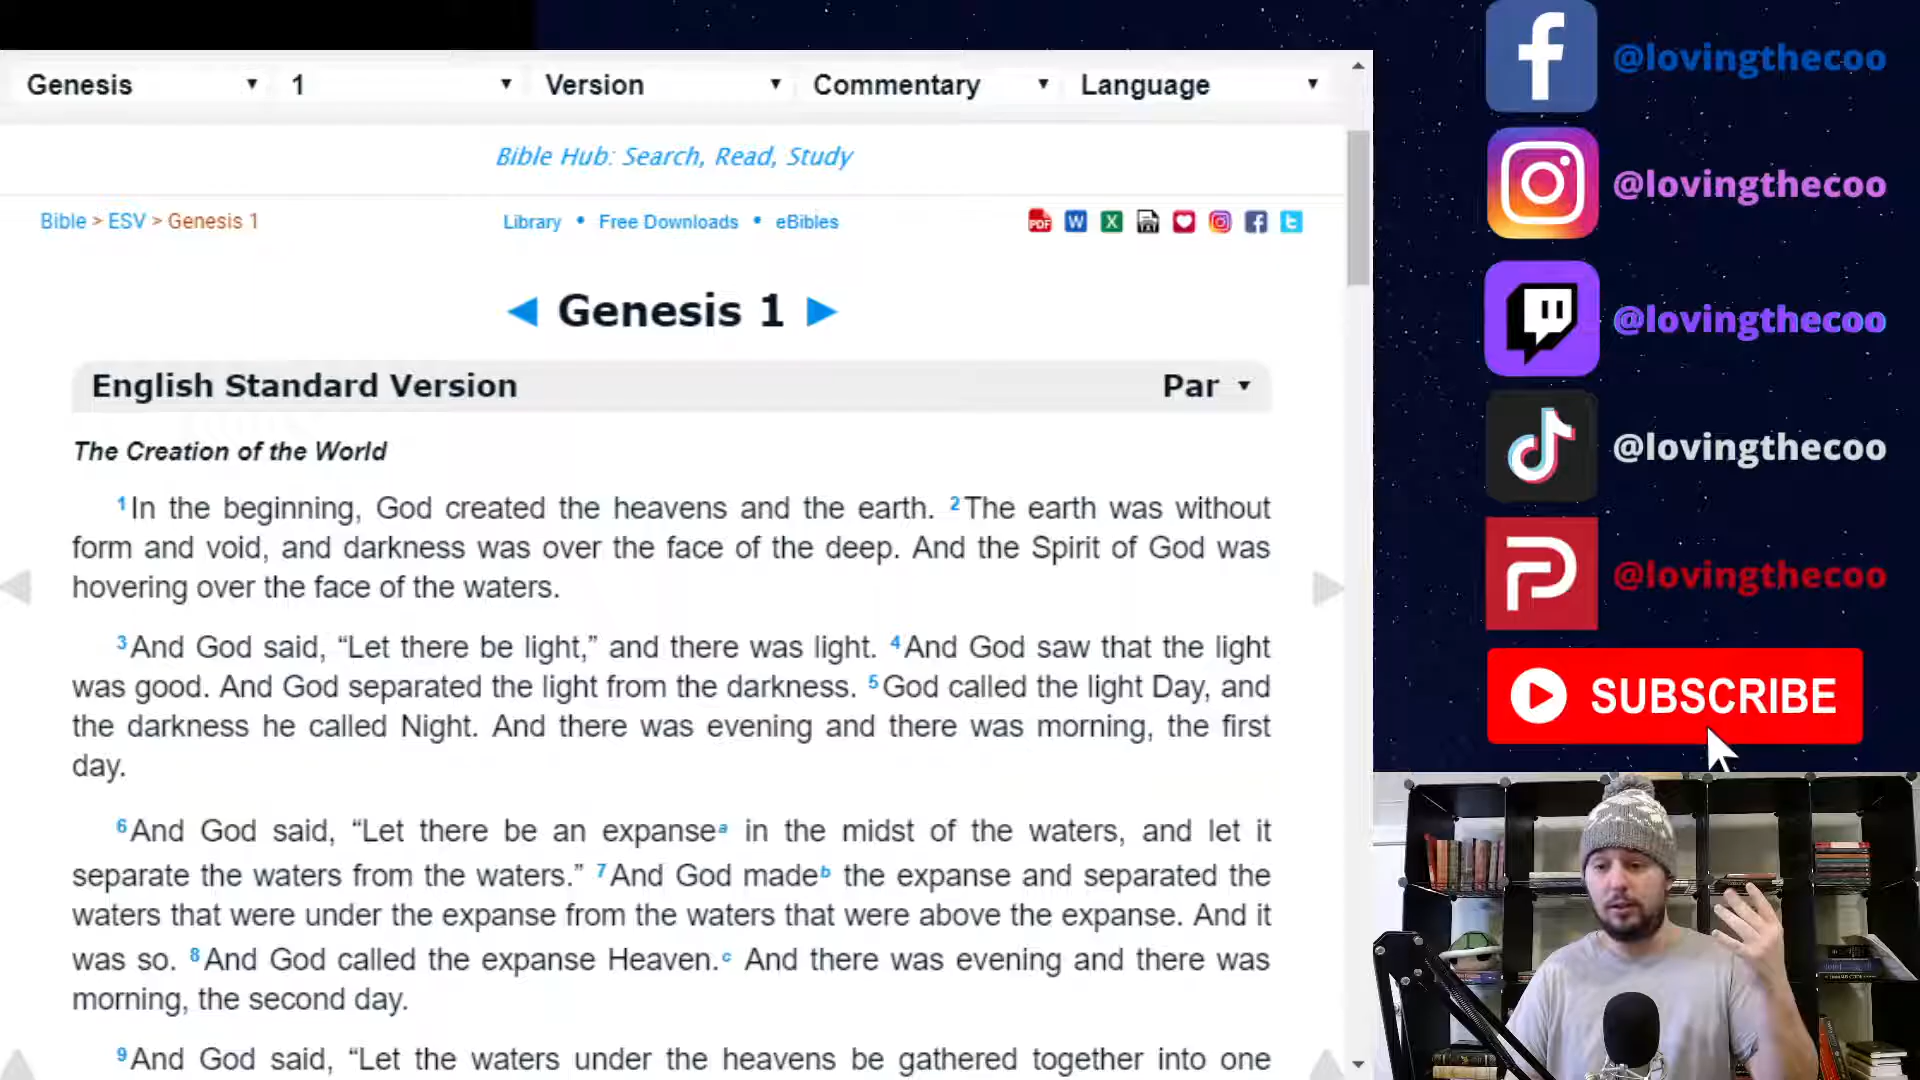 Genesis 1 Version Commentary Language
Bible Hub: Search, Read, Study
Bible > ESV > Genesis 1 Library • Free Downloads • eBibles
Genesis 1
English Standard Version Par
The Creation of the World
1In the beginning, God created the heavens and the earth. 2The earth was without
form and void, and darkness was over the face of the deep. And the Spirit of God was
hovering over the face of the waters.
3And God said, “Let there be light,” and there was light. 4And God saw that the light
was good. And God separated the light from the darkness. 5God called the light Day, and
the darkness he called Night. And there was evening and there was morning, the first
day.
6And God said, “Let there be an expansea in the midst of the waters, and let it
separate the waters from the waters.” 7And God madeb the expanse and separated the
waters that were under the expanse from the waters that were above the expanse. And it
was so. 8And God called the expanse Heaven.c And there was evening and there was
morning, the second day.
9And God said, “Let the waters under the heavens be gathered together into one
@lovingthecoo
@lovingthecoo
@lovingthecoo
@lovingthecoo
@lovingthecoo
SUBSCRIBE